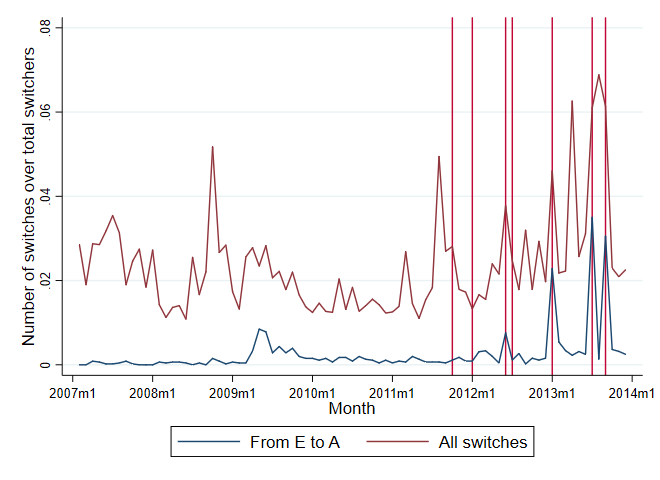 Number of switches over total switchers
.08
.06
.04
.02
0
2007m1 2008m1 2009m1 2010m1 2011m1 2012m1 2013m1 2014m1
Month
From E to A All switches